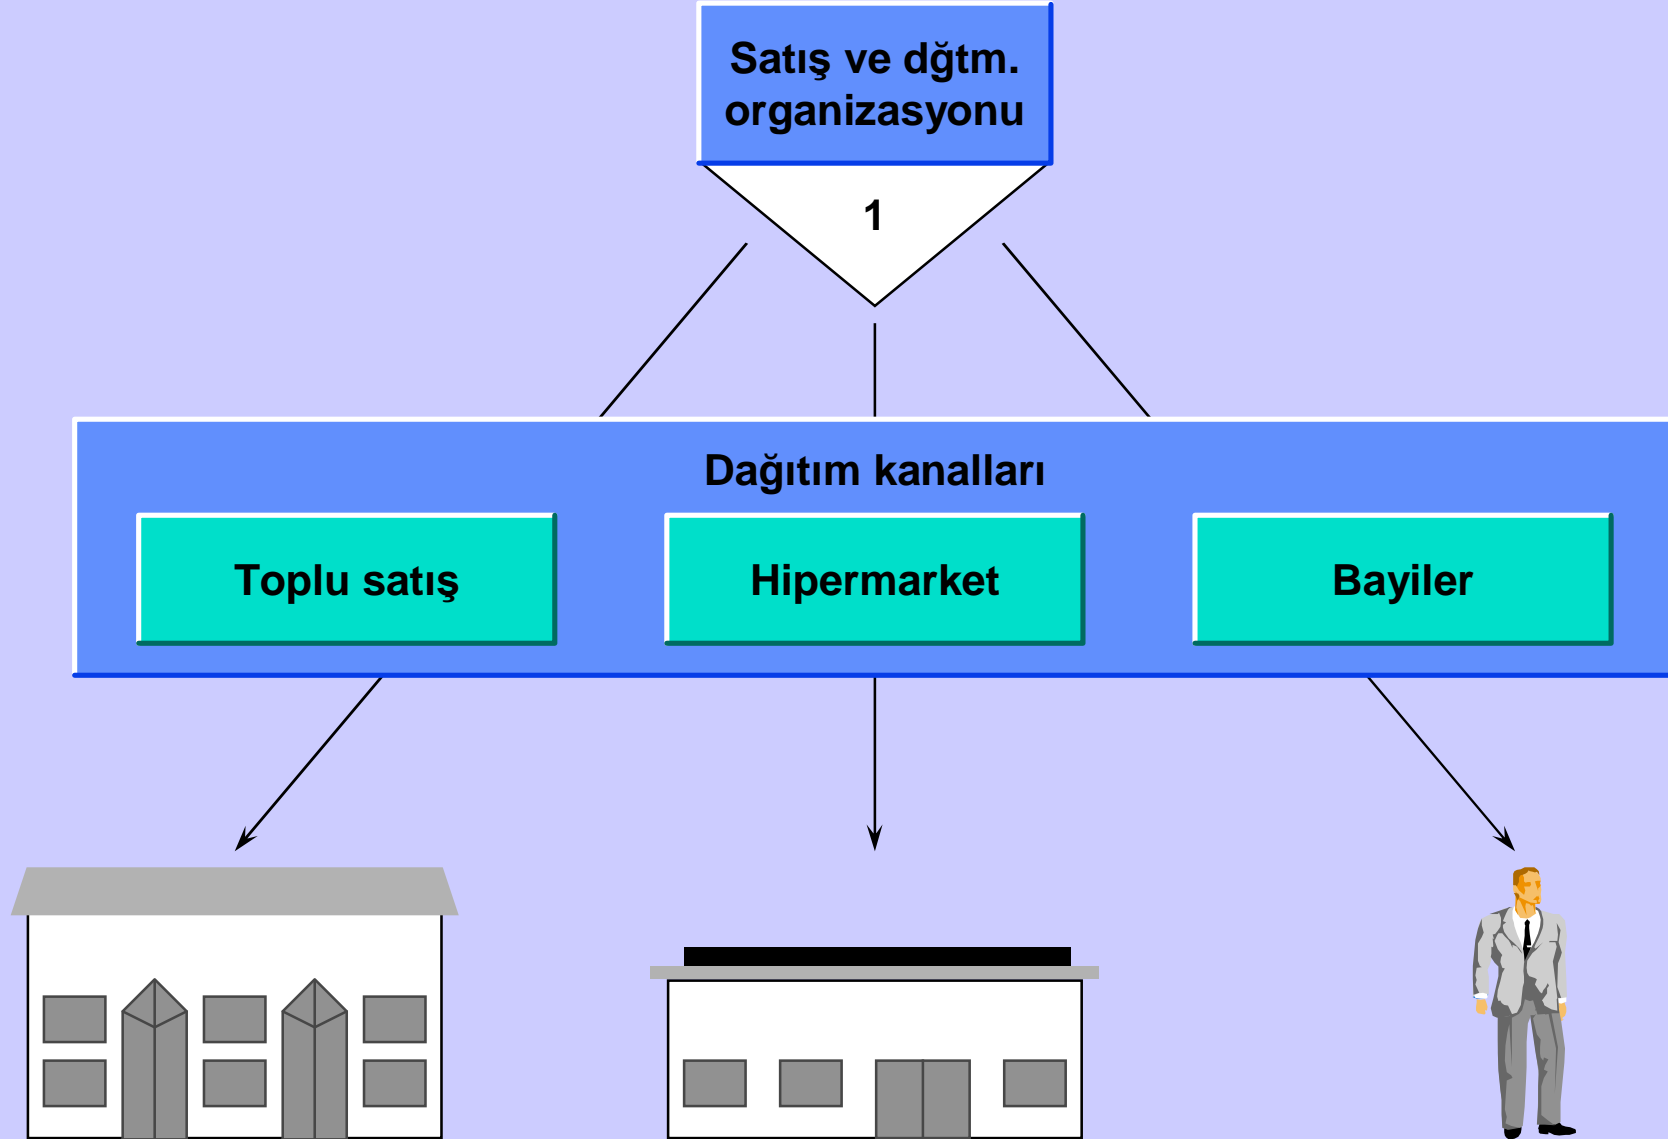 Satış ve dğtm.
organizasyonu
1
Dağıtım kanalları
Toplu satış
Hipermarket
Bayiler